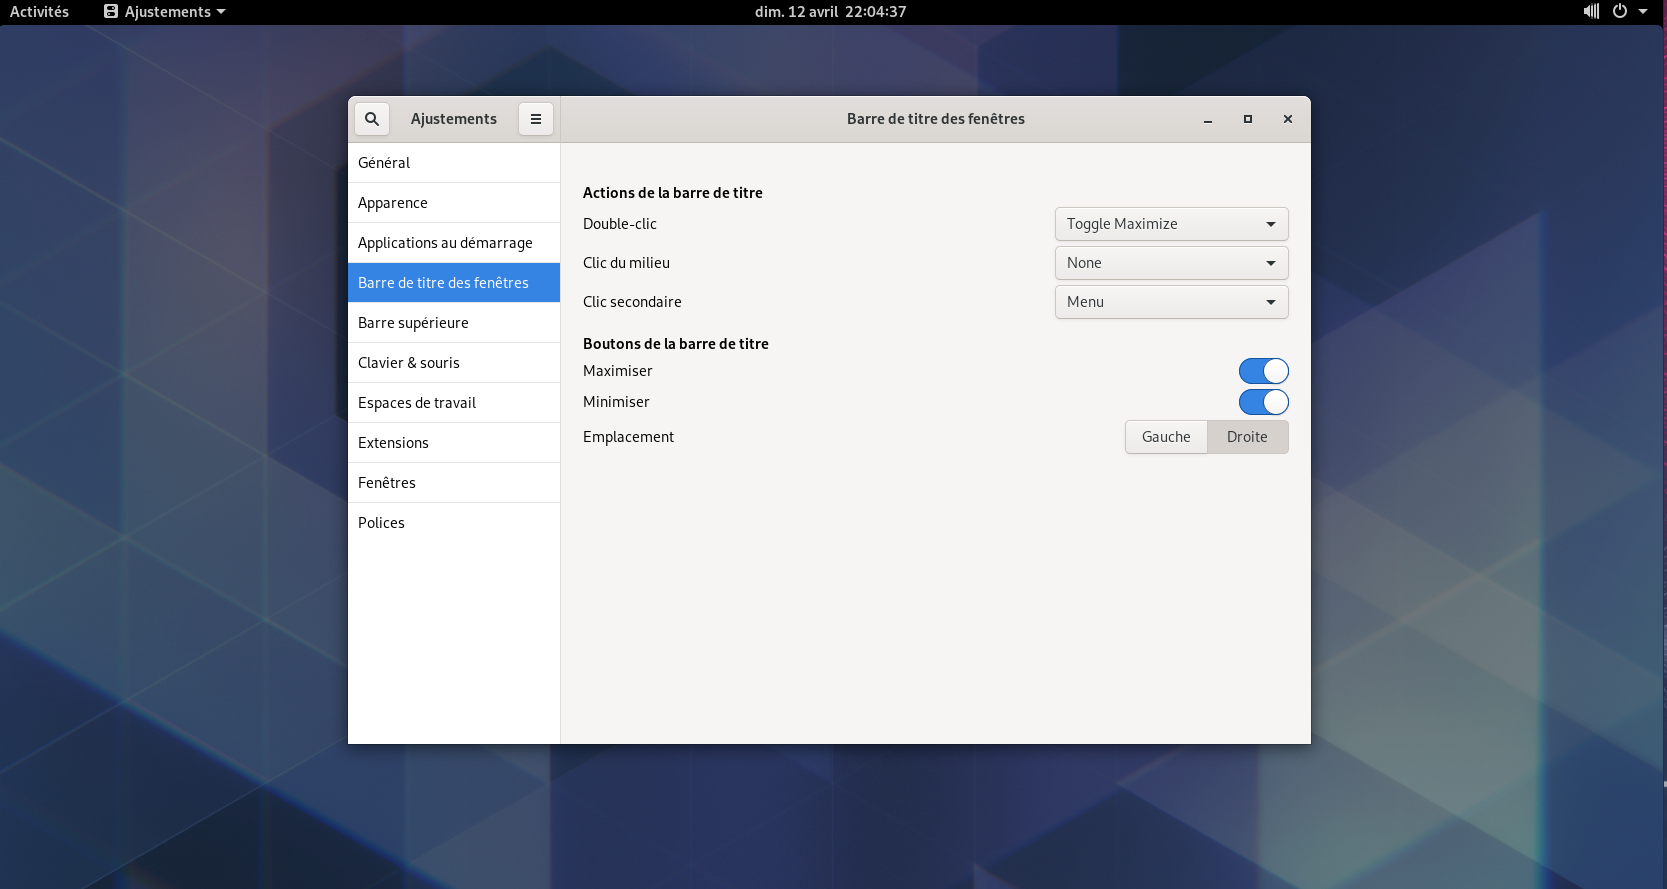 Activités Ajustements dim. 12 avril 22:04:37
Ajustements Barre de titre des fenêtres
Général
Apparence
Applications au démarrage
Barre de titre des fenêtres
Barre supérieure
Clavier & souris
Espaces de travail
Extensions
Fenêtres
Polices
Actions de la barre de titre
Double-clic Toggle Maximize
Clic du milieu None
Clic secondaire Menu
Boutons de la barre de titre
Maximiser
Minimiser
Emplacement Gauche Droite